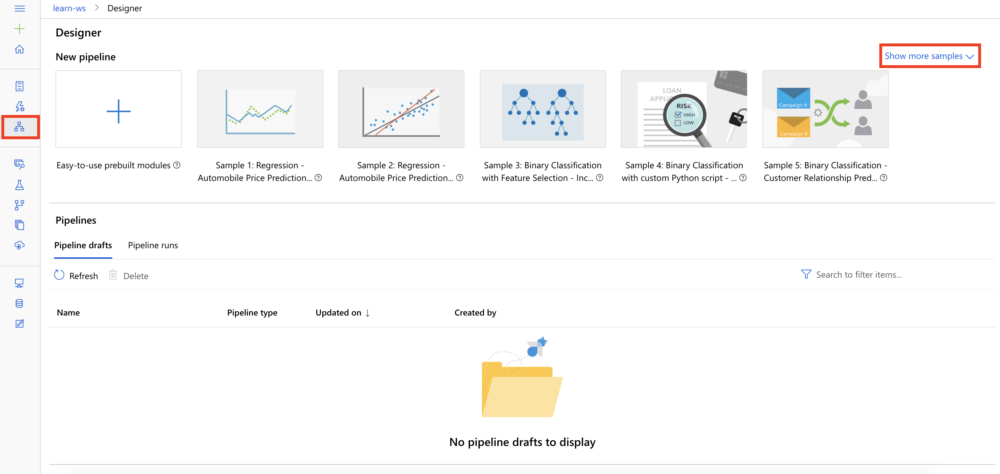 learn-ws > Designer
Designer
New pipeline
Show more samples
LOAN
RISK
HIGH
LOW
Campaign A
Campaign B
Easy-to-use prebuilt modules
Sample 1: Regression -
Automobile Price Prediction...
Sample 2: Regression -
Automobile Price Prediction...
Sample 3: Binary Classification
with Feature Selection - Inc...
Sample 4: Binary Classification
with custom Python script - ...
Sample 5: Binary Classification -
Customer Relationship Pred...
Pipelines
Pipeline drafts Pipeline runs
Refresh Delete Search to filter items...
Name Pipeline type Updated on ↓ Created by
No pipeline drafts to display